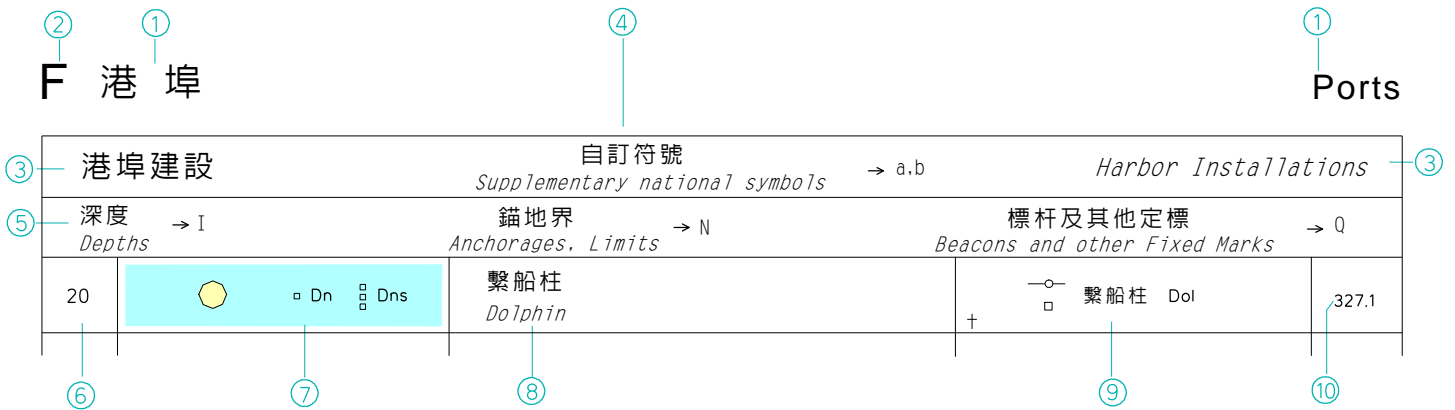 ② ① ④ ①
F 港埠 Ports
③ 港埠建設 自訂符號 → a,b Harbor Installations ③
Supplementary national symbols
⑤ 深度 → I 錨地界 → N 標杆及其他定標 → Q
Depths Anchorages, Limits Beacons and other Fixed Marks
20 Dn Dns 繫船柱 繫船柱 Dol 327.1
Dolphin †
⑥ ⑦ ⑧ ⑨ ⑩